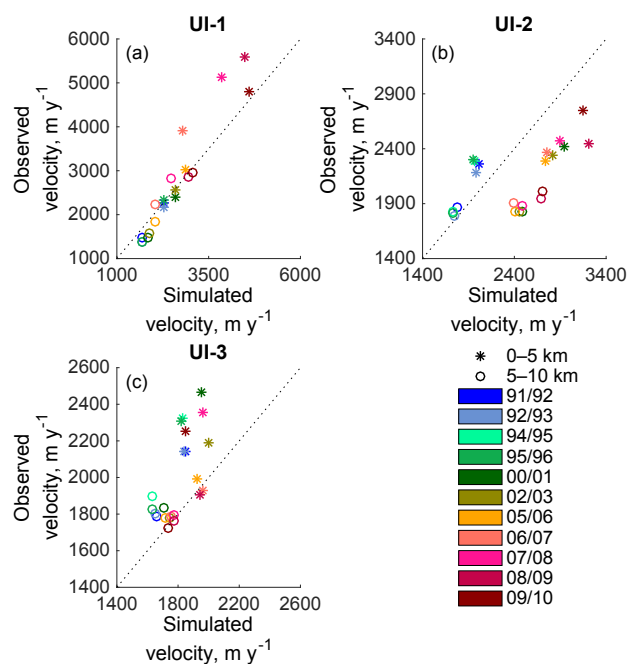 UI-1
(a)
6000
5000
4000
3000
2000
1000
Observed
velocity, m y⁻¹
1000 3500 6000
Simulated
velocity, m y⁻¹
UI-2
(b)
3400
2900
2400
1900
1400
Observed
velocity, m y⁻¹
1400 2400 3400
Simulated
velocity, m y⁻¹
UI-3
(c)
2600
2400
2200
2000
1800
1600
1400
Observed
velocity, m y⁻¹
1400 1800 2200 2600
Simulated
velocity, m y⁻¹
0–5 km
5–10 km
91/92
92/93
94/95
95/96
00/01
02/03
05/06
06/07
07/08
08/09
09/10